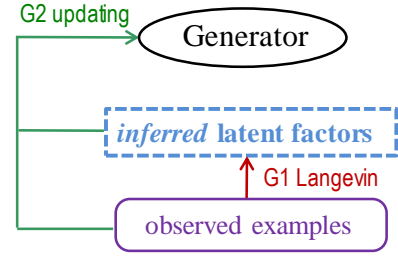 G2 updating
Generator
inferred latent factors
G1 Langevin
observed examples